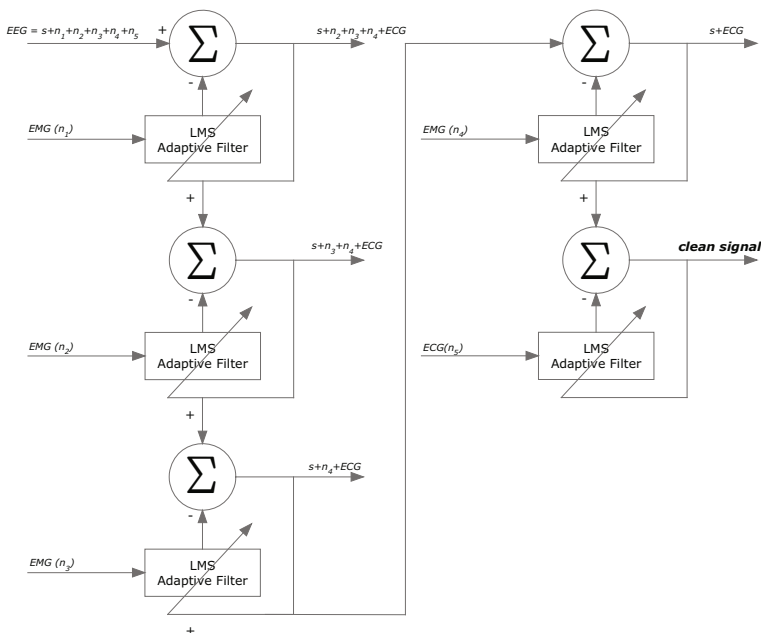 EEG = s+n₁+n₂+n₃+n₄+n₅
+
Σ
s+n₂+n₃+n₄+ECG
-
EMG (n₁)
LMS
Adaptive Filter
+
Σ
s+n₃+n₄+ECG
-
EMG (n₂)
LMS
Adaptive Filter
+
Σ
s+n₄+ECG
-
EMG (n₃)
LMS
Adaptive Filter
+
Σ
s+ECG
-
EMG (n₄)
LMS
Adaptive Filter
+
Σ
clean signal
-
ECG(n₅)
LMS
Adaptive Filter